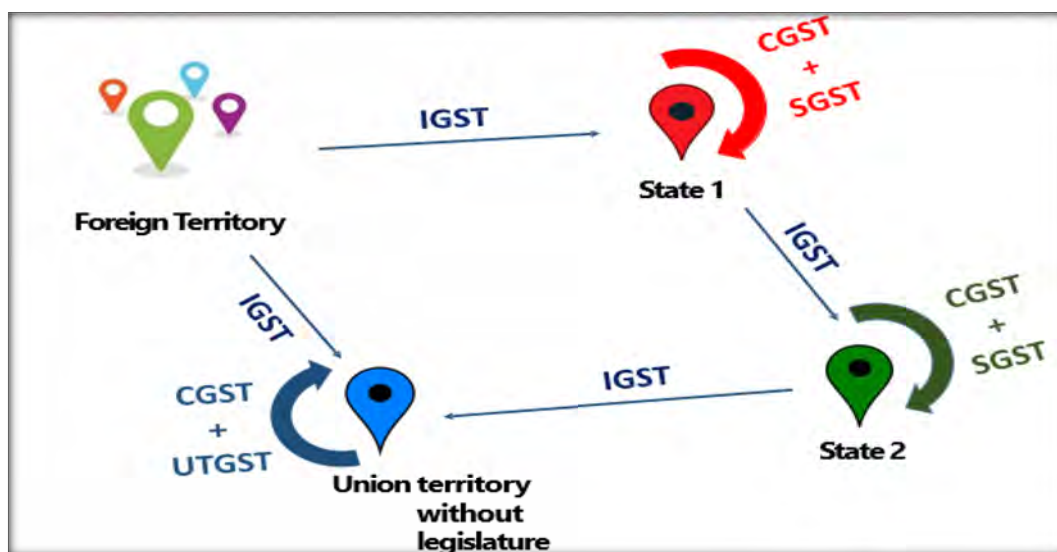 CGST
+
SGST
IGST
State 1
Foreign Territory
IGST
IGST
CGST
+
SGST
IGST
CGST
+
UTGST
State 2
Union territory
without
legislature